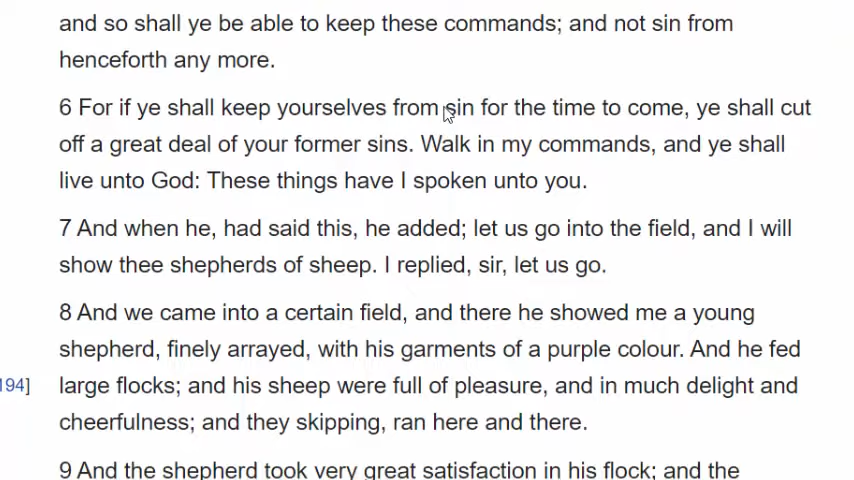 and so shall ye be able to keep these commands; and not sin from
henceforth any more.
6 For if ye shall keep yourselves from sin for the time to come, ye shall cut
off a great deal of your former sins. Walk in my commands, and ye shall
live unto God: These things have I spoken unto you.
7 And when he, had said this, he added; let us go into the field, and I will
show thee shepherds of sheep. I replied, sir, let us go.
8 And we came into a certain field, and there he showed me a young
shepherd, finely arrayed, with his garments of a purple colour. And he fed
194] large flocks; and his sheep were full of pleasure, and in much delight and
cheerfulness; and they skipping, ran here and there.
9 And the shepherd took very great satisfaction in his flock; and the